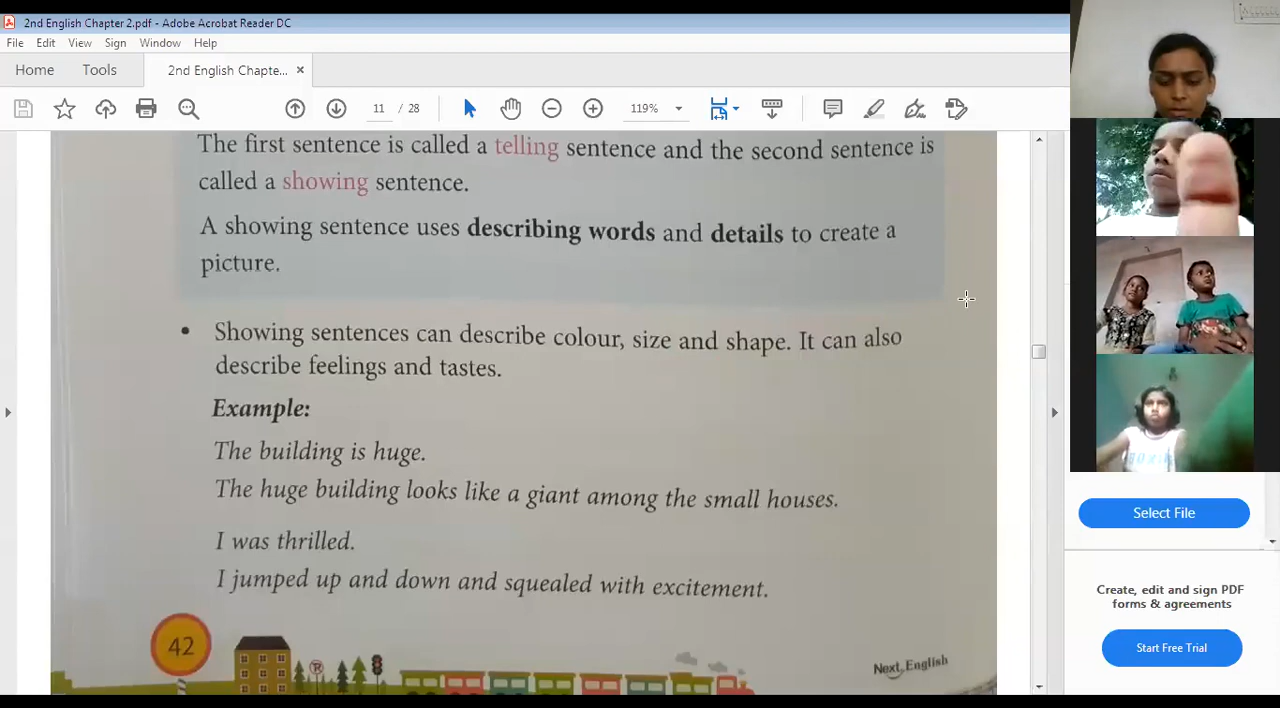 2nd English Chapter 2.pdf - Adobe Acrobat Reader DC
File Edit View Sign Window Help
Home Tools 2nd English Chapte... ×
11 / 28 119%
The first sentence is called a telling sentence and the second sentence is
called a showing sentence.
A showing sentence uses describing words and details to create a
picture.
• Showing sentences can describe colour, size and shape. It can also
describe feelings and tastes.
Example:
The building is huge.
The huge building looks like a giant among the small houses.
I was thrilled.
I jumped up and down and squealed with excitement.
42
Next, English
Select File
Create, edit and sign PDF
forms & agreements
Start Free Trial